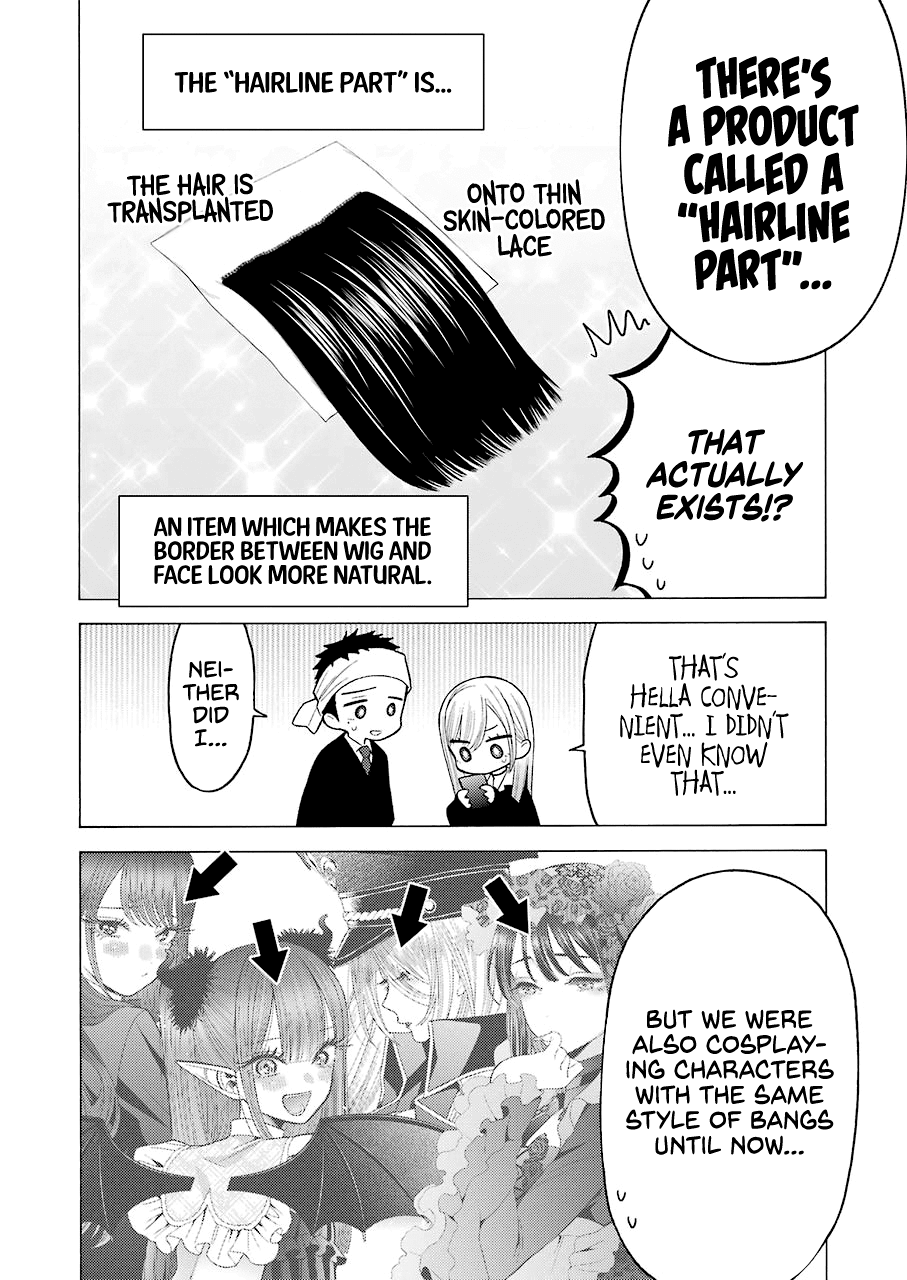 THERE'S
A PRODUCT
CALLED A
"HAIRLINE
PART"...
THE "HAIRLINE PART" IS...
ONTO THIN
SKIN-COLORED
LACE
THE HAIR IS
TRANSPLANTED
THAT
ACTUALLY
EXISTS!?
AN ITEM WHICH MAKES THE
BORDER BETWEEN WIG AND
FACE LOOK MORE NATURAL.
THAT'S
HELLA CONVE-
NIENT... I DIDN'T
EVEN KNOW
THAT...
NEI-
THER
DID
I...
BUT WE WERE
ALSO COSPLAY-
ING CHARACTERS
WITH THE SAME
STYLE OF BANGS
UNTIL NOW...